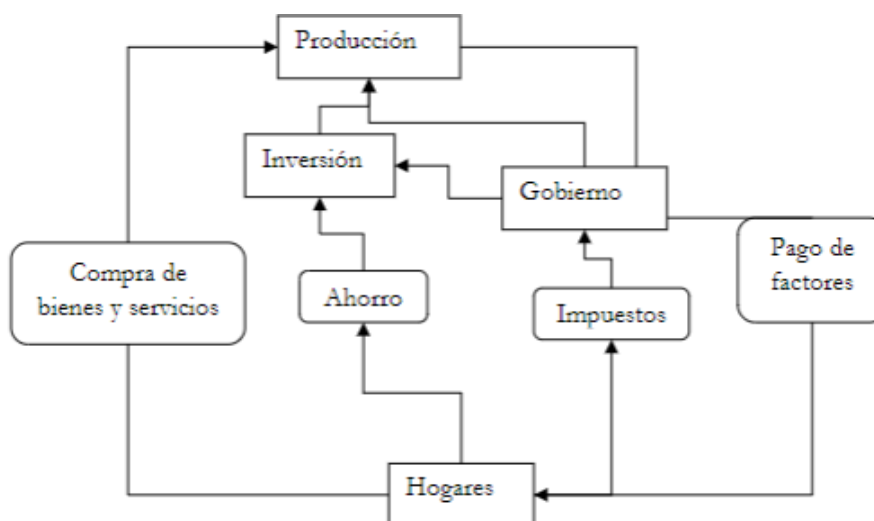 Producción
Inversión
Gobierno
Compra de
bienes y servicios
Ahorro
Impuestos
Pago de
factores
Hogares